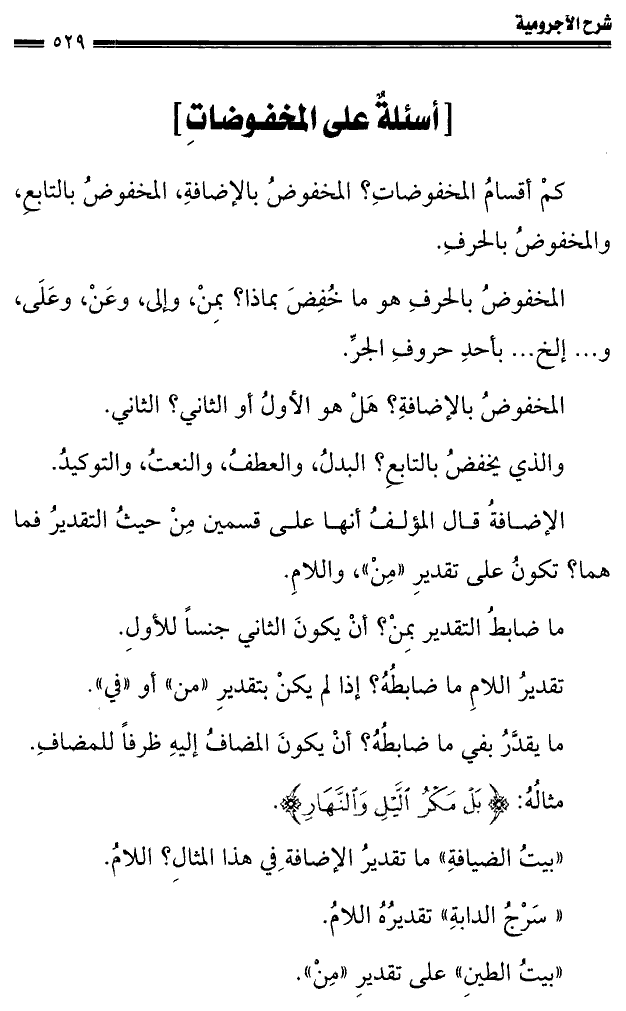 شرح الآجرومية
٥٢٩
[أسئلةٌ على المخفوضاتِ]
كمْ أقسامُ المخفوضاتِ؟ المخفوضُ بالإضافةِ، المخفوضُ بالتابعِ،
والمخفوضُ بالحرفِ.
المخفوضُ بالحرفِ هو ما خُفِضَ بماذا؟ بمِنْ، وإلى، وعَنْ، وعَلَى،
و... إلخ... بأحدِ حروفِ الجرِّ.
المخفوضُ بالإضافةِ؟ هَلْ هو الأولُ أو الثاني؟ الثاني.
والذي يخفضُ بالتابعِ؟ البدلُ، والعطفُ، والنعتُ، والتوكيدُ.
الإضافةُ قال المؤلفُ أنها على قسمين مِنْ حيثُ التقديرُ فما
هما؟ تكونُ على تقديرِ «مِنْ»، واللامِ.
ما ضابطُ التقدير بمِنْ؟ أنْ يكونَ الثاني جنساً للأولِ.
تقديرُ اللامِ ما ضابطُهُ؟ إذا لم يكنْ بتقديرِ «من» أو «في».
ما يقدَّرُ بفي ما ضابطُهُ؟ أنْ يكونَ المضافُ إليهِ ظرفاً للمضافِ.
مثالُهُ: ﴿بَلْ مَكْرُ ٱلَّيْلِ وَٱلنَّهَارِ﴾.
«بيتُ الضيافةِ» ما تقديرُ الإضافةِ في هذا المثالِ؟ اللامُ.
«سَرْجُ الدابةِ» تقديرُهُ اللامُ.
«بيتُ الطينِ» على تقديرِ «مِنْ».